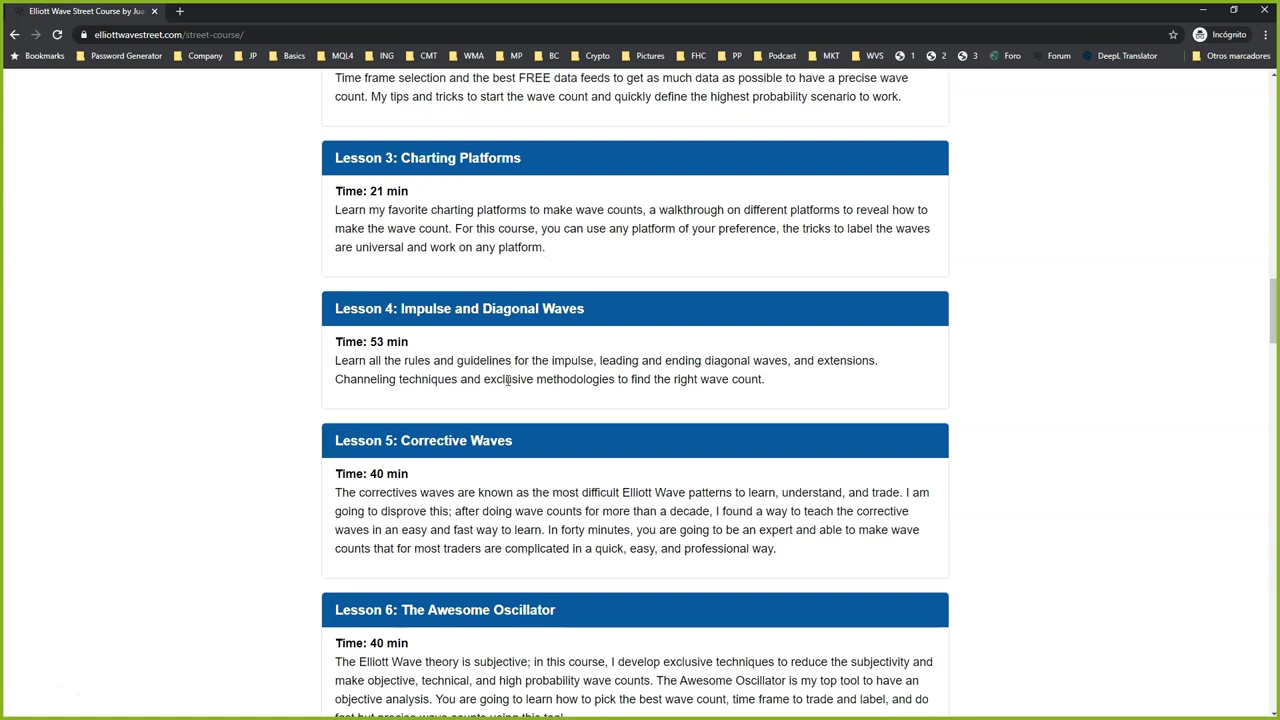 Elliott Wave Street Course by Jua
elliottwavestreet.com/street-course/
Incógnito
Bookmarks Password Generator Company JP Basics MQL4 ING CMT WMA MP BC Crypto Pictures FHC PP Podcast MKT WVS 1 2 3 Foro Forum DeepL Translator Otros marcadores
Time frame selection and the best FREE data feeds to get as much data as possible to have a precise wave
count. My tips and tricks to start the wave count and quickly define the highest probability scenario to work.
Lesson 3: Charting Platforms
Time: 21 min
Learn my favorite charting platforms to make wave counts, a walkthrough on different platforms to reveal how to
make the wave count. For this course, you can use any platform of your preference, the tricks to label the waves
are universal and work on any platform.
Lesson 4: Impulse and Diagonal Waves
Time: 53 min
Learn all the rules and guidelines for the impulse, leading and ending diagonal waves, and extensions.
Channeling techniques and exclusive methodologies to find the right wave count.
Lesson 5: Corrective Waves
Time: 40 min
The correctives waves are known as the most difficult Elliott Wave patterns to learn, understand, and trade. I am
going to disprove this; after doing wave counts for more than a decade, I found a way to teach the corrective
waves in an easy and fast way to learn. In forty minutes, you are going to be an expert and able to make wave
counts that for most traders are complicated in a quick, easy, and professional way.
Lesson 6: The Awesome Oscillator
Time: 40 min
The Elliott Wave theory is subjective; in this course, I develop exclusive techniques to reduce the subjectivity and
make objective, technical, and high probability wave counts. The Awesome Oscillator is my top tool to have an
objective analysis. You are going to learn how to pick the best wave count, time frame to trade and label, and do
fast but precise wave counts using this tool